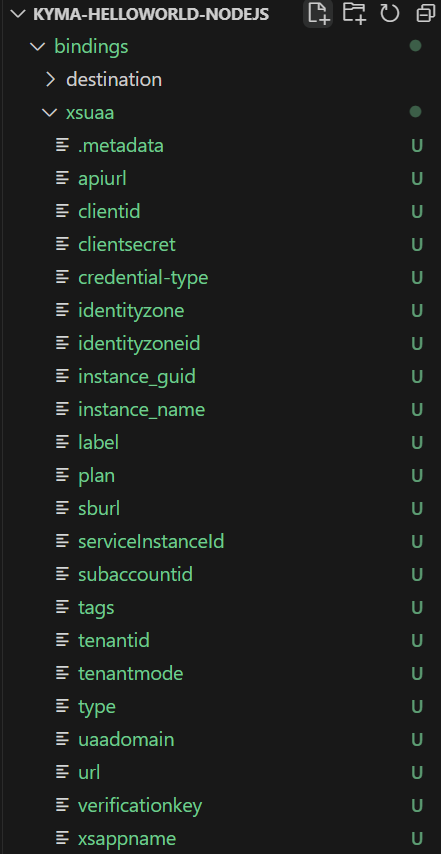 KYMA-HELLOWORLD-NODEJS
bindings
destination
xsuaa
.metadata U
apiurl U
clientid U
clientsecret U
credential-type U
identityzone U
identityzoneid U
instance_guid U
instance_name U
label U
plan U
sburl U
serviceInstanceId U
subaccountid U
tags U
tenantid U
tenantmode U
type U
uaadomain U
url U
verificationkey U
xsappname U